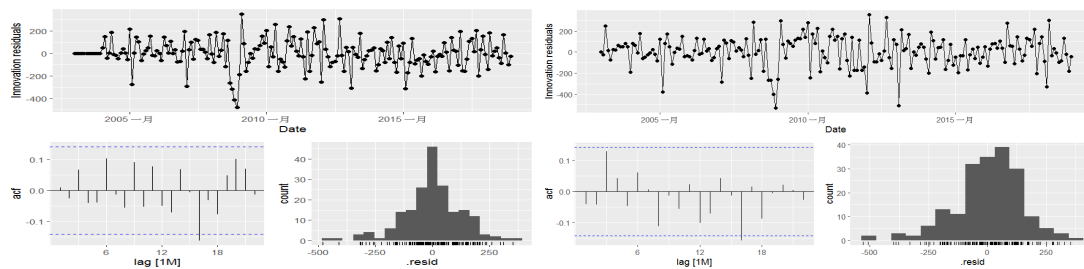 Innovation residuals
200
0
-200
-400
2005 一月
2010 一月
2015 一月
Date
acf
0.1
0.0
-0.1
6
12
18
lag [1M]
count
40
30
20
10
0
-500
-250
0
250
.resid
Innovation residuals
200
0
-200
-400
2005 一月
2010 一月
2015 一月
Date
acf
0.1
0.0
-0.1
6
12
18
lag [1M]
count
40
30
20
10
0
-500
-250
0
250
.resid